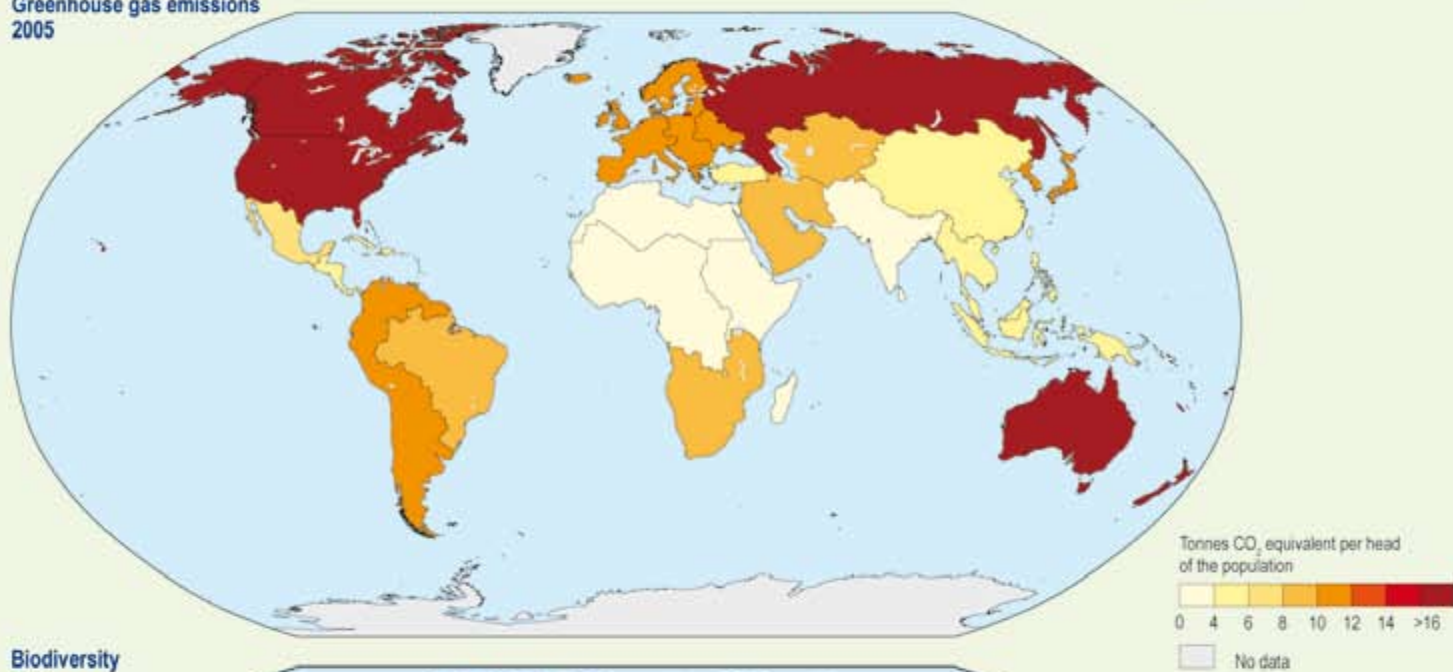 Greenhouse gas emissions
2005
Tonnes CO₂ equivalent per head
of the population
0 4 6 8 10 12 14 >16
No data
Biodiversity